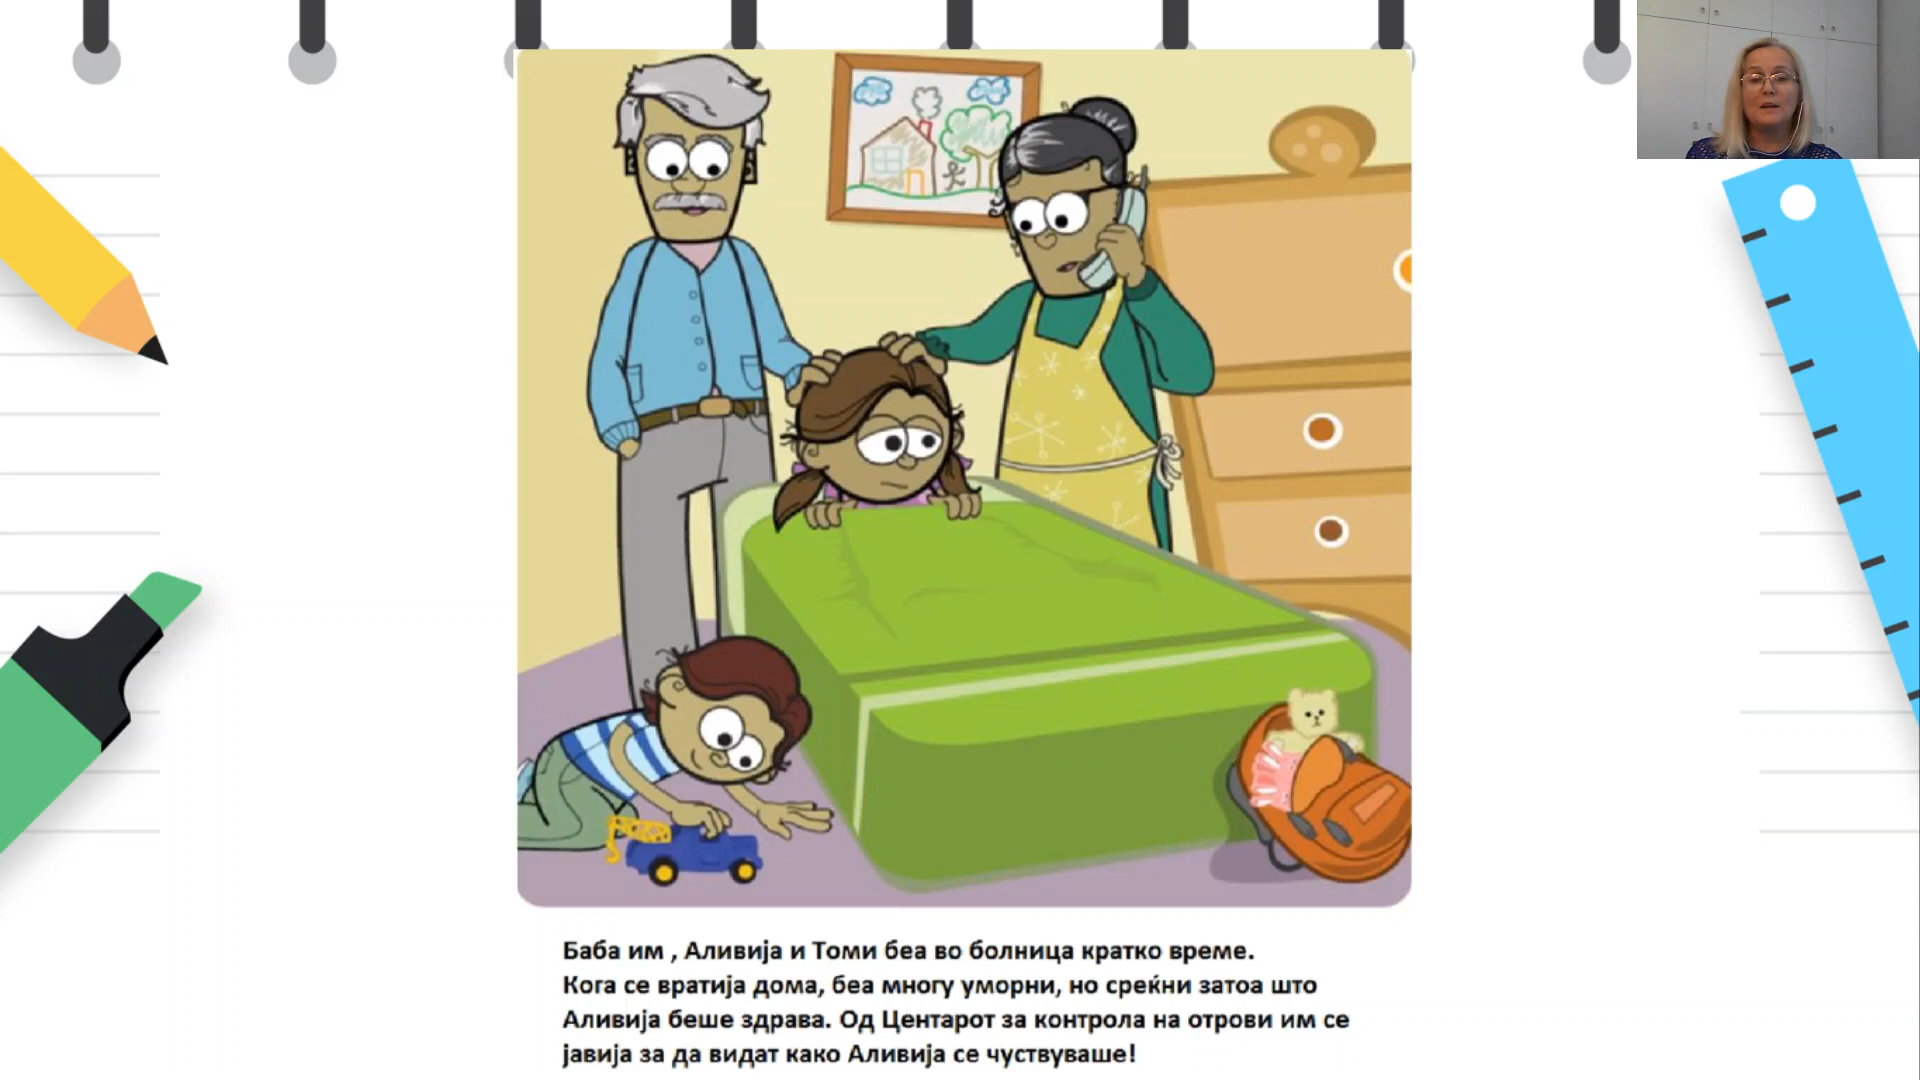 Баба им , Аливија и Томи беа во болница кратко време.
Кога се вратија дома, беа многу уморни, но среќни затоа што
Аливија беше здрава. Од Центарот за контрола на отрови им се
јавија за да видат како Аливија се чуствуваше!